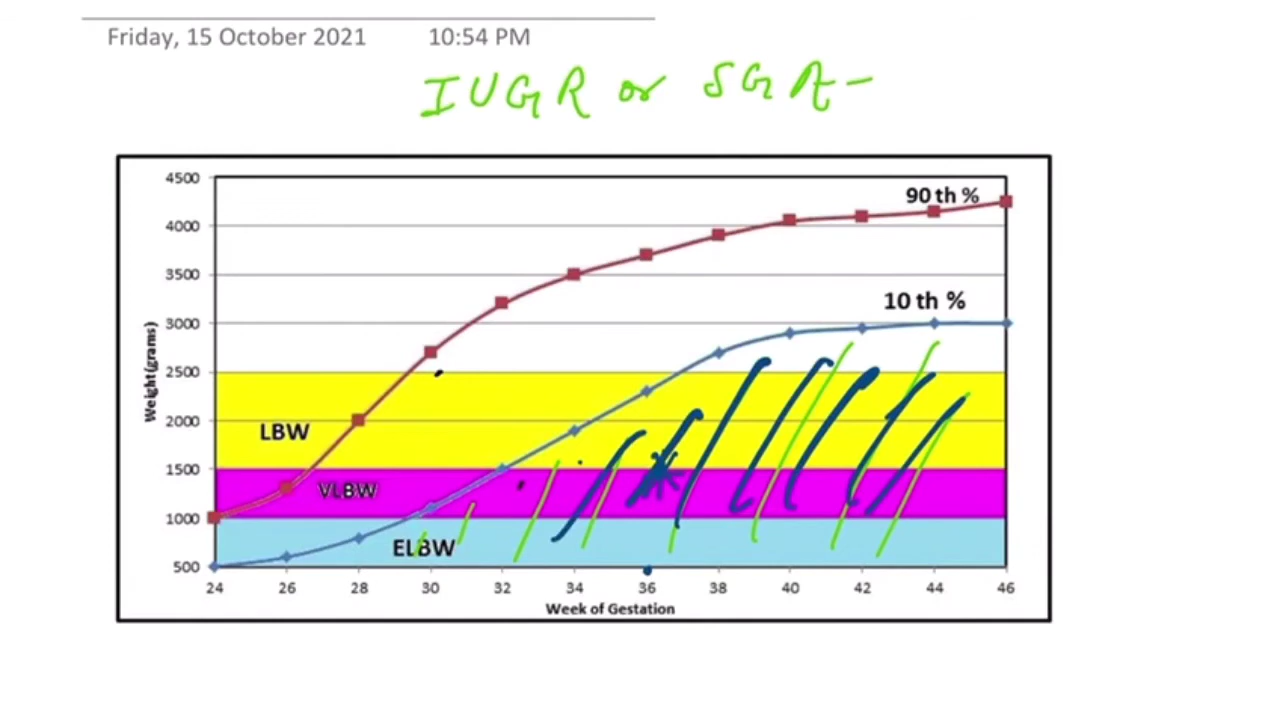 Friday, 15 October 2021 10:54 PM
IUGR or SGA-
4500
90 th %
4000
3500
10 th %
3000
2500
2000
LBW
1500
VLBW
1000
ELBW
500
Weight(grams)
24 26 28 30 32 34 36 38 40 42 44 46
Week of Gestation